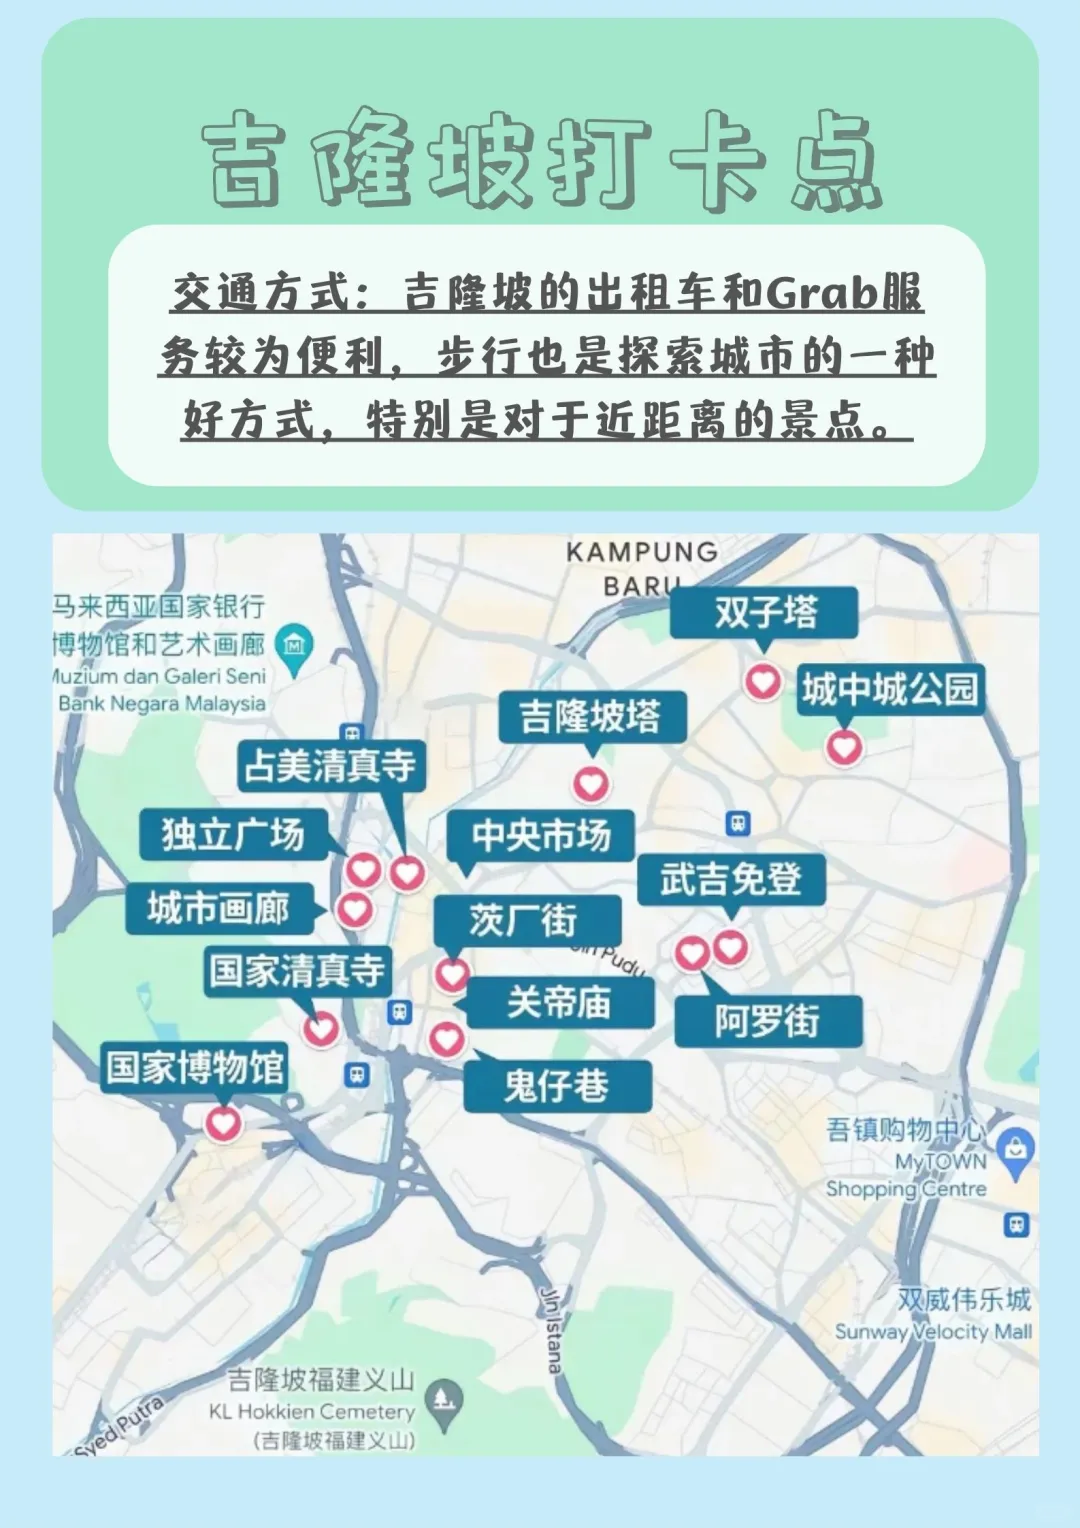 吉隆坡打卡点
交通方式：吉隆坡的出租车和Grab服
务较为便利，步行也是探索城市的一种
好方式，特别是对于近距离的景点。
KAMPUNG
BARU
马来西亚国家银行
博物馆和艺术画廊
Muzium dan Galeri Seni
Bank Negara Malaysia
双子塔
城中城公园
吉隆坡塔
占美清真寺
独立广场
中央市场
武吉免登
城市画廊
茨厂街
Jln Pudu
国家清真寺
关帝庙
阿罗街
国家博物馆
鬼仔巷
吾镇购物中心
MyTOWN
Shopping Centre
双威伟乐城
Sunway Velocity Mall
Jln Istana
吉隆坡福建义山
KL Hokkien Cemetery
(吉隆坡福建义山)
Syed Putra